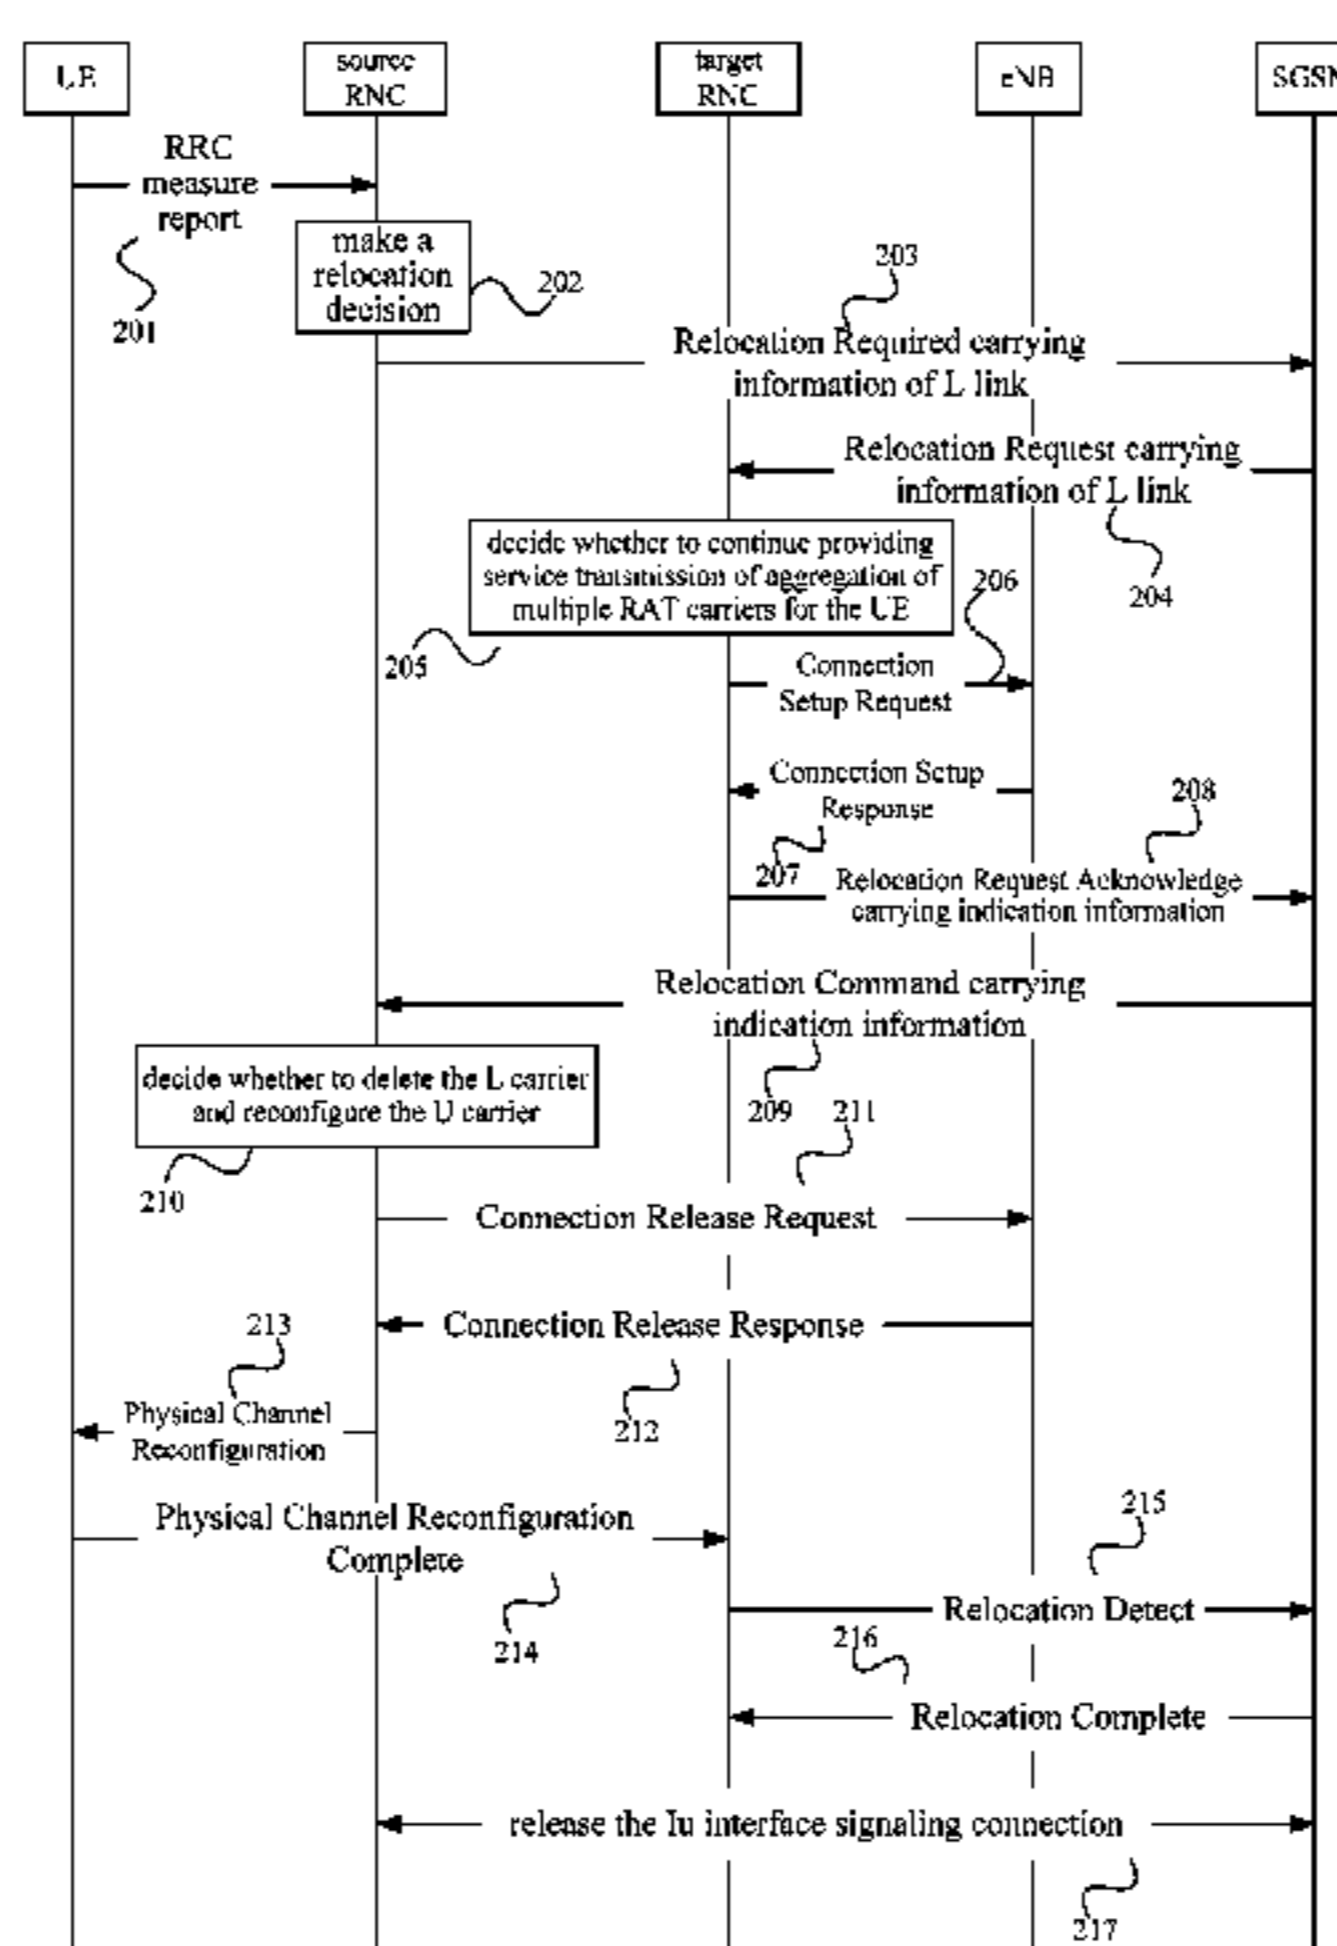 UE
source
RNC
target
RNC
eNB
SGSN
RRC
measure
report
201
make a
relocation
decision
202
203
Relocation Required carrying
information of L link
Relocation Request carrying
information of L link
204
decide whether to continue providing
service transmission of aggregation of
multiple RAT carriers for the UE
205
206
Connection
Setup Request
Connection Setup
Response
207
208
Relocation Request Acknowledge
carrying indication information
Relocation Command carrying
indication information
209
decide whether to delete the L carrier
and reconfigure the U carrier
210
211
Connection Release Request
Connection Release Response
212
213
Physical Channel
Reconfiguration
Physical Channel Reconfiguration
Complete
214
215
Relocation Detect
216
Relocation Complete
release the Iu interface signaling connection
217